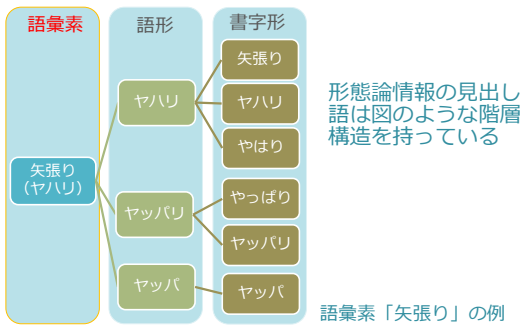 語彙素
語形
書字形
矢張り
（ヤハリ）
ヤハリ
ヤッパリ
ヤッパ
矢張り
ヤハリ
やはり
やっぱり
ヤッパリ
ヤッパ
形態論情報の見出し
語は図のような階層
構造を持っている
語彙素「矢張り」の例